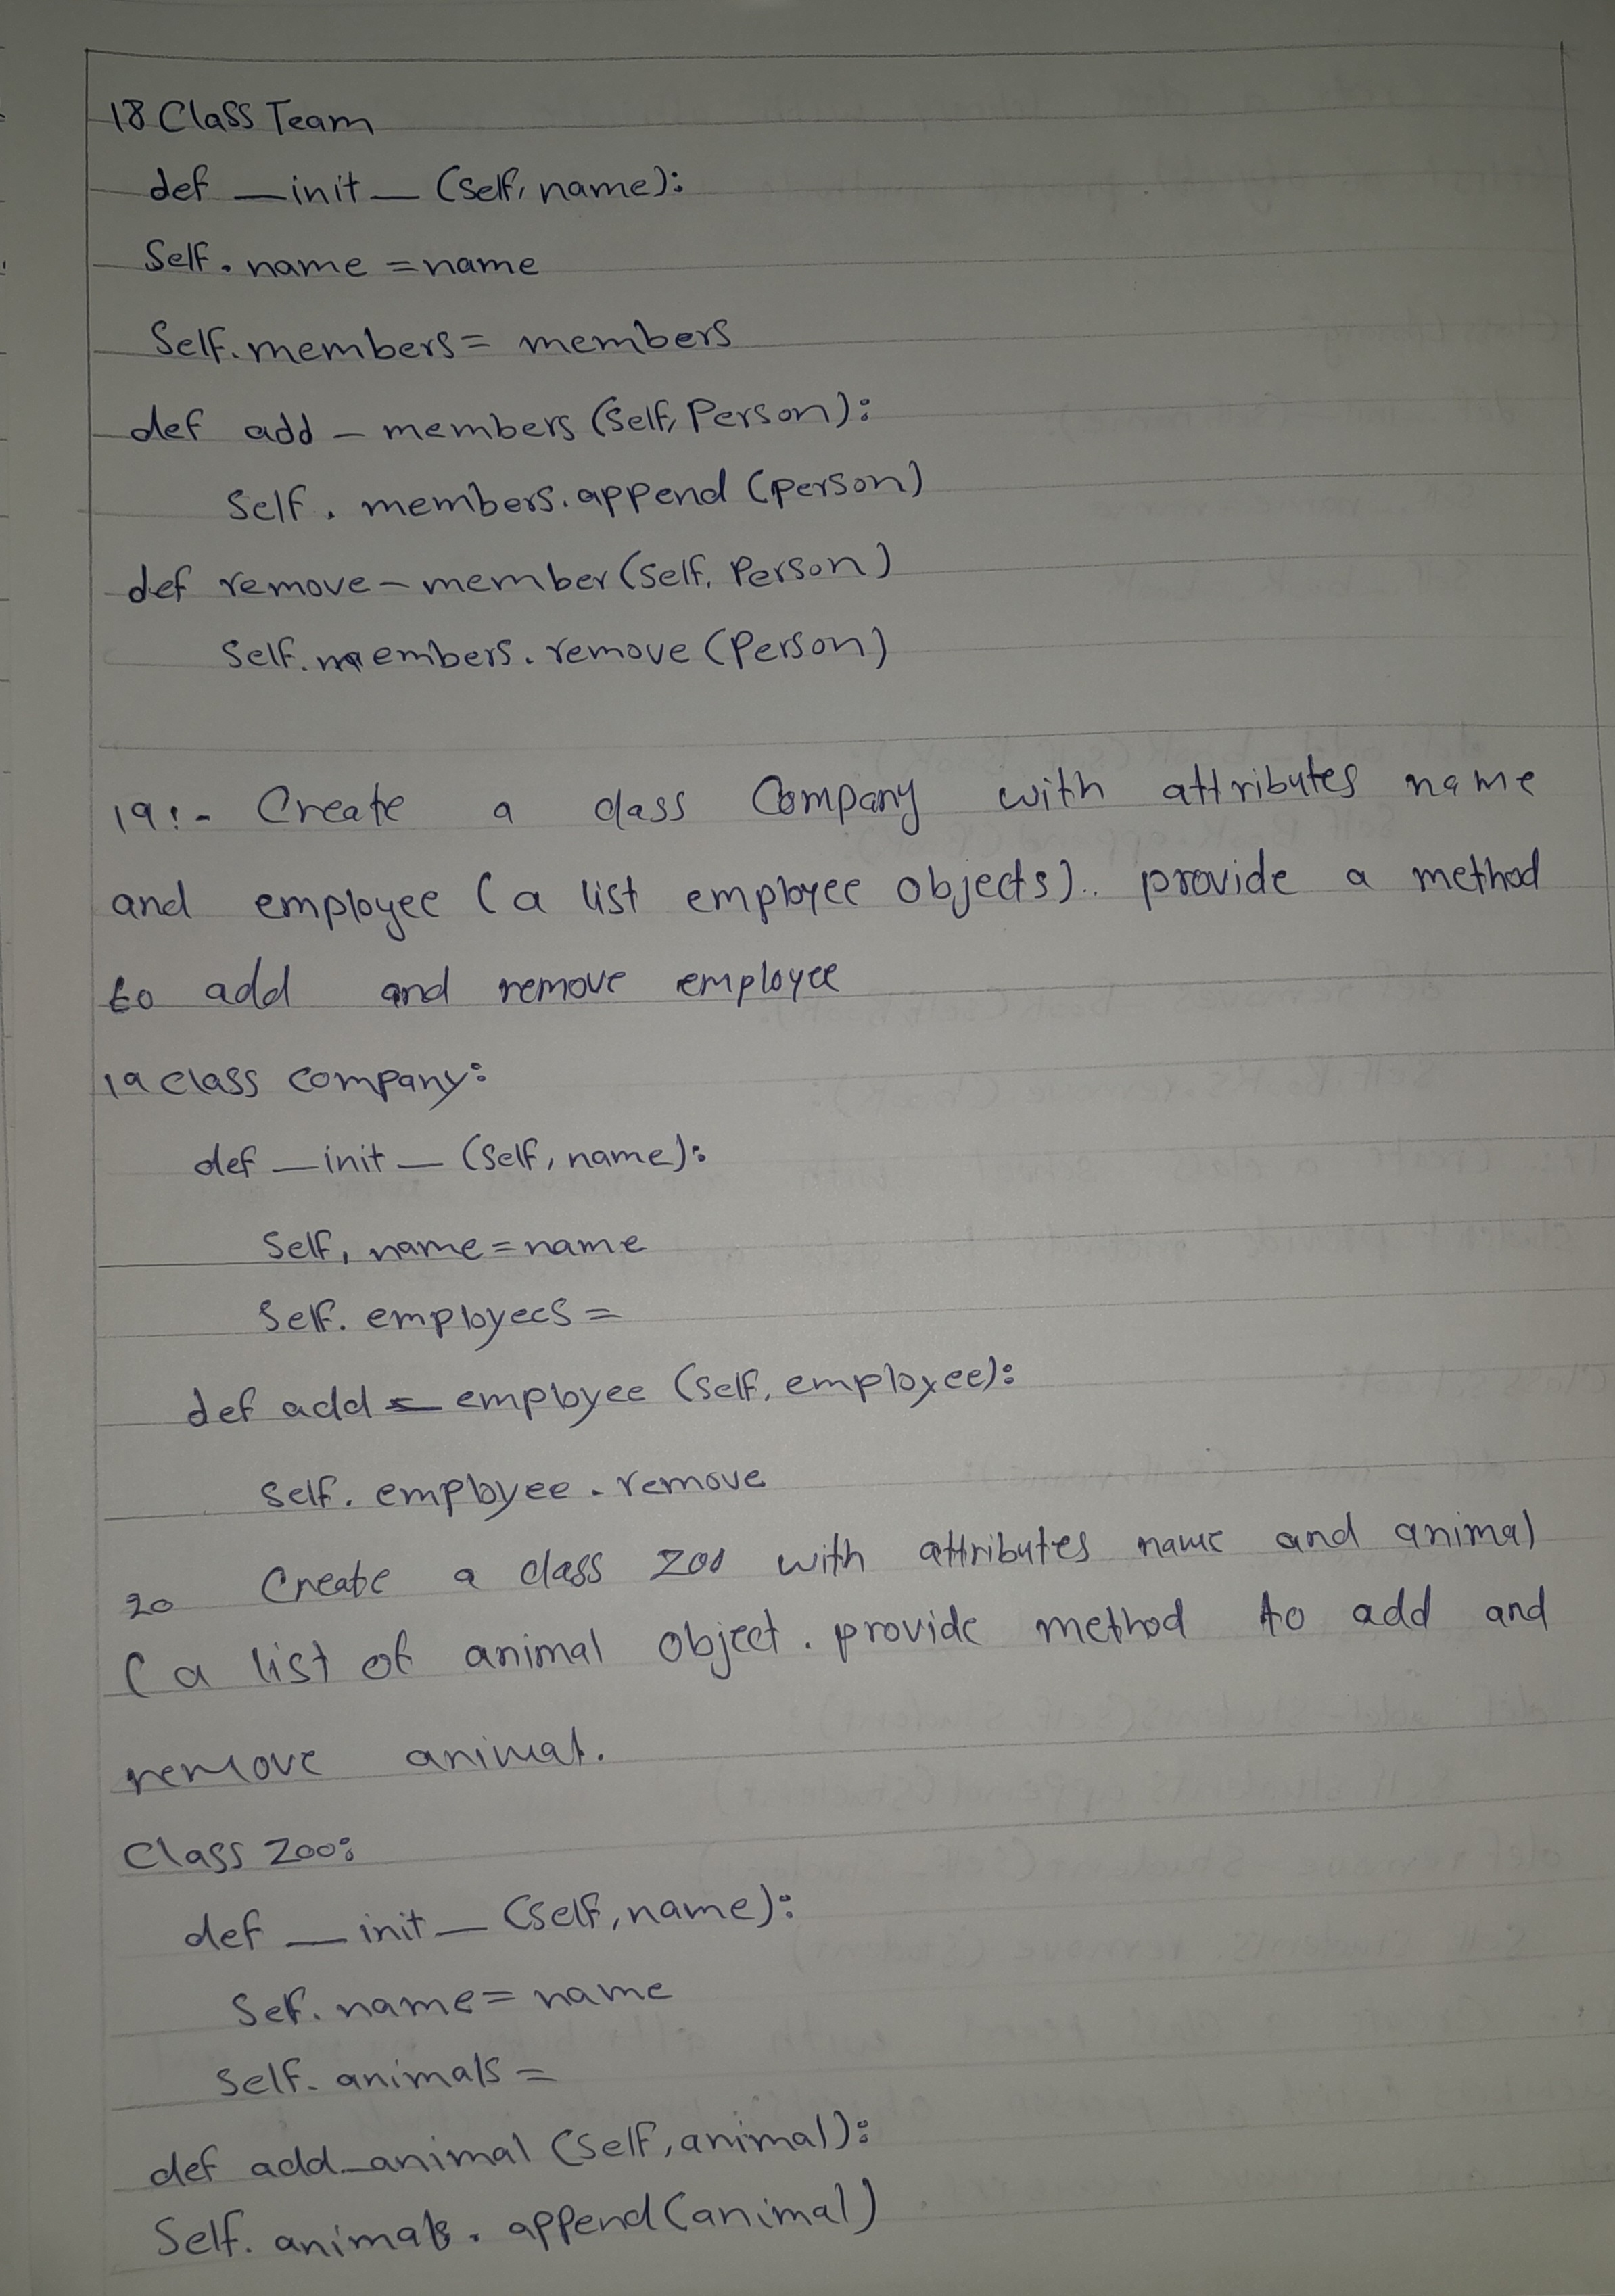 18 Class Team
def __init__ (Self, name):
Self. name = name
Self. members = members
def add - members (Self, Person):
Self. members. append (person)
def remove - member (Self, Person)
Self. members. remove (Person)
19:- Create a class Company with attributes name
and employee (a list employee objects).. provide a method
to add and remove employee
19 class company:
def __init__ (Self, name):
Self, name = name
Self. employees =
def add _ employee (Self, employee):
Self. employee. remove
20 Create a class zoo with attributes name and animal
(a list of animal object. provide method to add and
remove animal.
Class Zoo:
def __init__ (Self, name):
Sef. name = name
Self. animals =
def add_animal (Self, animal):
Self. animals. append (animal)